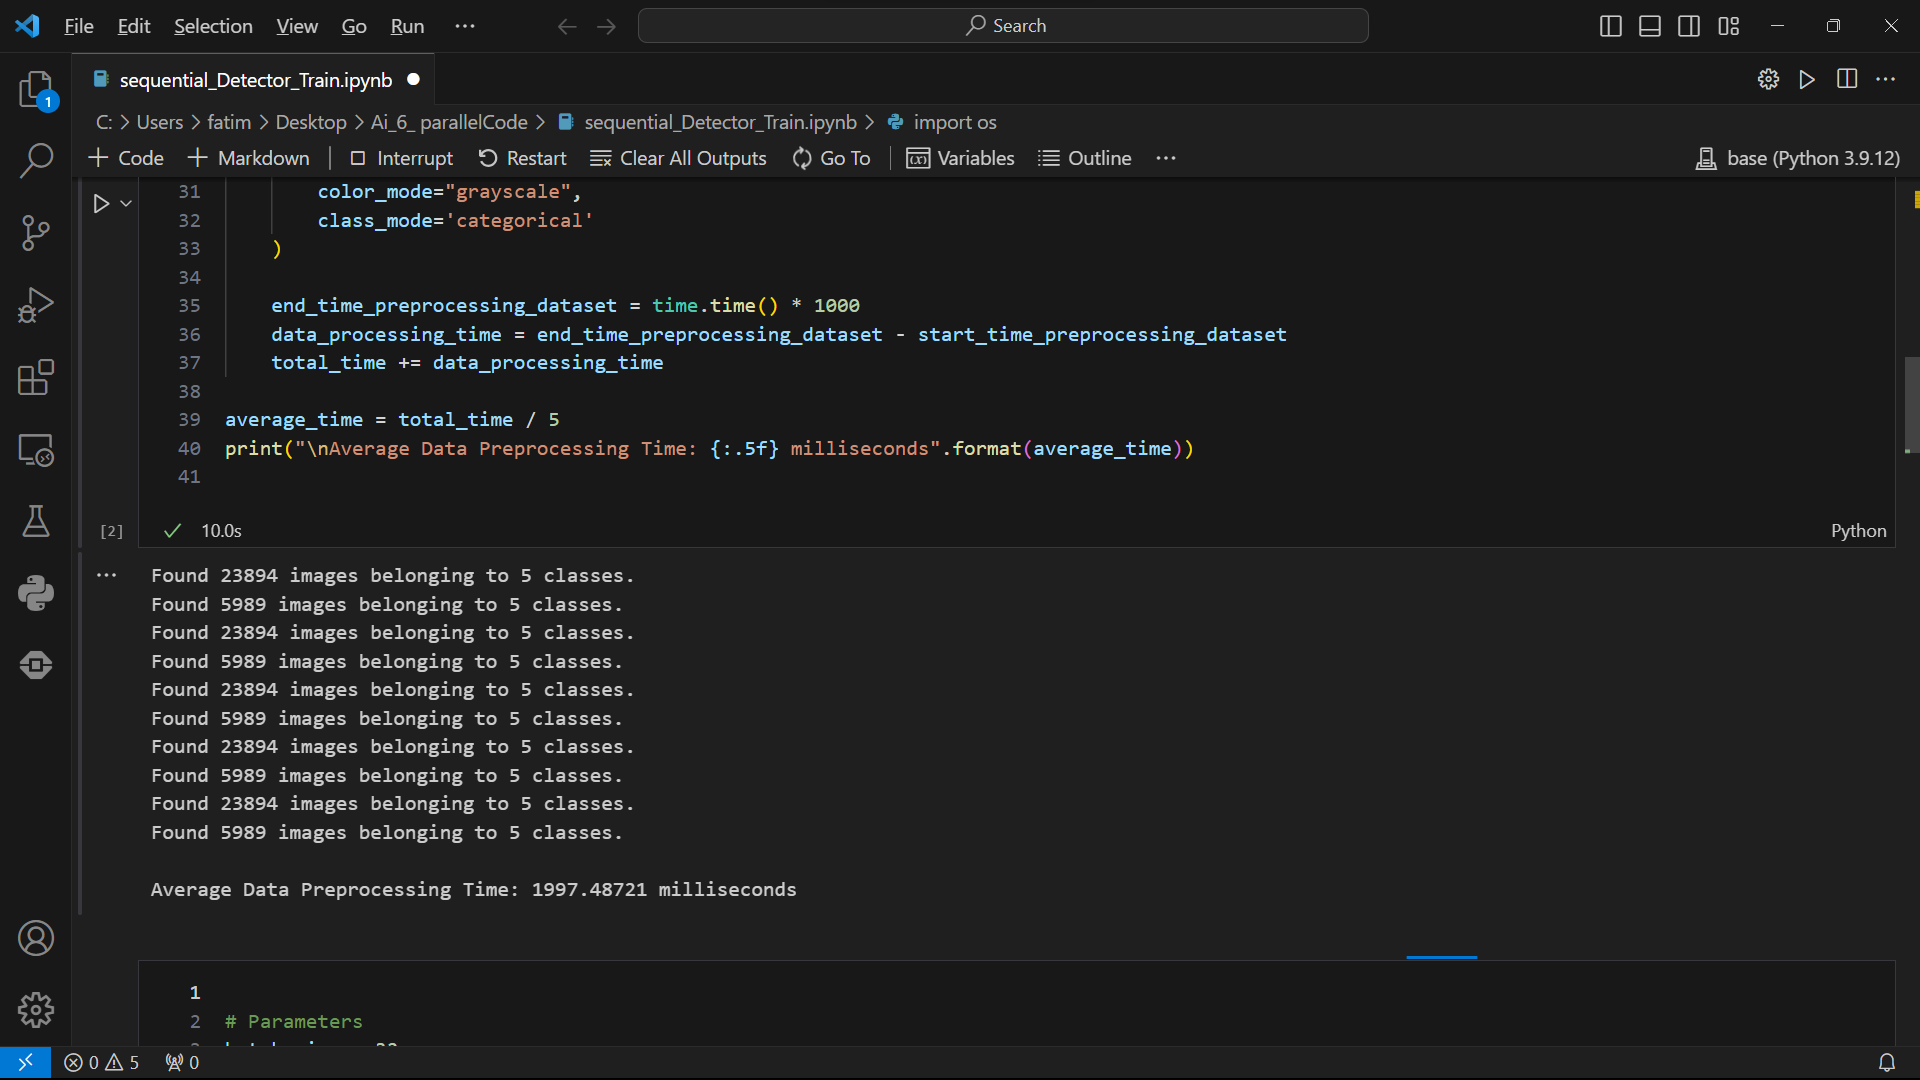 File Edit Selection View Go Run ··· Search
sequential_Detector_Train.ipynb
C: > Users > fatim > Desktop > Ai_6_ parallelCode > sequential_Detector_Train.ipynb > import os
+ Code + Markdown | Interrupt Restart Clear All Outputs Go To | Variables Outline ··· base (Python 3.9.12)
31 color_mode="grayscale",
32 class_mode='categorical'
33 )
34
35 end_time_preprocessing_dataset = time.time() * 1000
36 data_processing_time = end_time_preprocessing_dataset - start_time_preprocessing_dataset
37 total_time += data_processing_time
38
39 average_time = total_time / 5
40 print("\nAverage Data Preprocessing Time: {:.5f} milliseconds".format(average_time))
41
[2] 10.0s Python
Found 23894 images belonging to 5 classes.
Found 5989 images belonging to 5 classes.
Found 23894 images belonging to 5 classes.
Found 5989 images belonging to 5 classes.
Found 23894 images belonging to 5 classes.
Found 5989 images belonging to 5 classes.
Found 23894 images belonging to 5 classes.
Found 5989 images belonging to 5 classes.
Found 23894 images belonging to 5 classes.
Found 5989 images belonging to 5 classes.
Average Data Preprocessing Time: 1997.48721 milliseconds
1
2 # Parameters
0 5 0